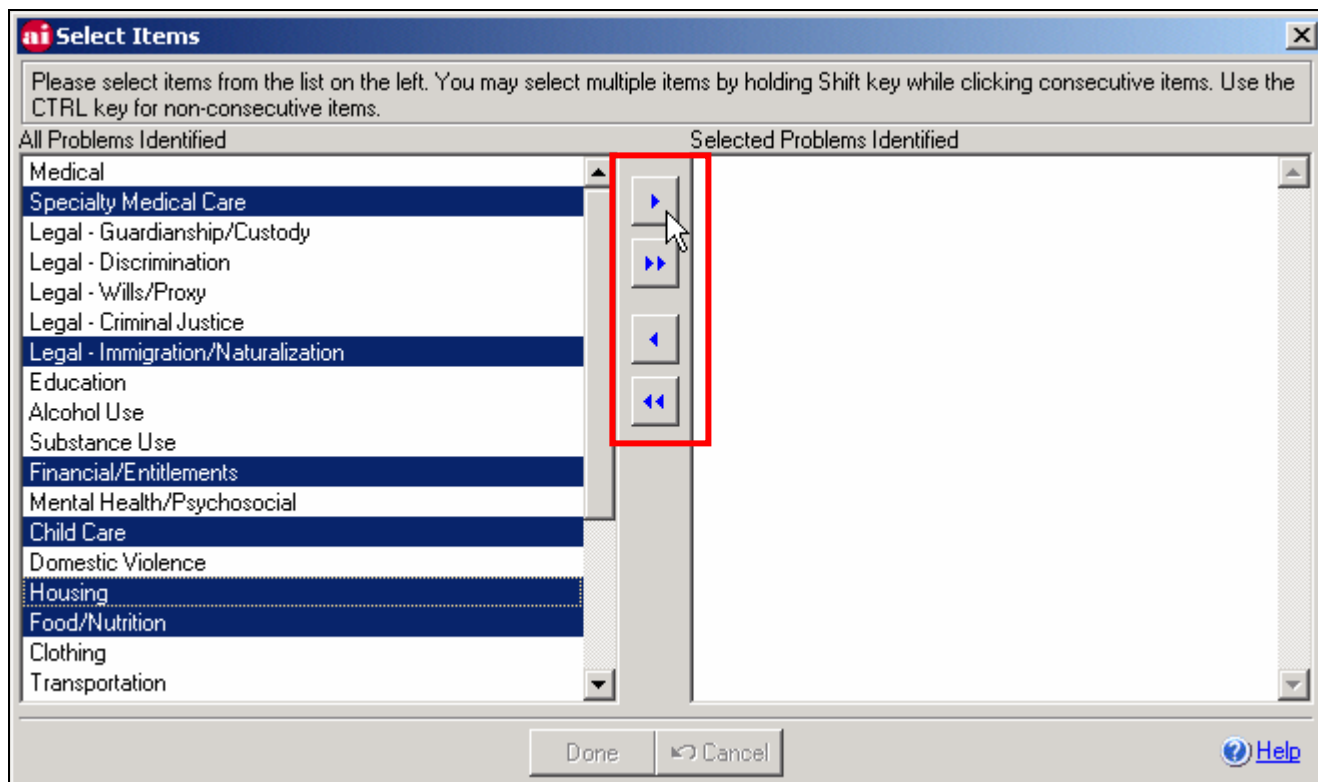 ai Select Items
Please select items from the list on the left. You may select multiple items by holding Shift key while clicking consecutive items. Use the
CTRL key for non-consecutive items.
All Problems Identified
Selected Problems Identified
Medical
Specialty Medical Care
Legal - Guardianship/Custody
Legal - Discrimination
Legal - Wills/Proxy
Legal - Criminal Justice
Legal - Immigration/Naturalization
Education
Alcohol Use
Substance Use
Financial/Entitlements
Mental Health/Psychosocial
Child Care
Domestic Violence
Housing
Food/Nutrition
Clothing
Transportation
Done
Cancel
Help